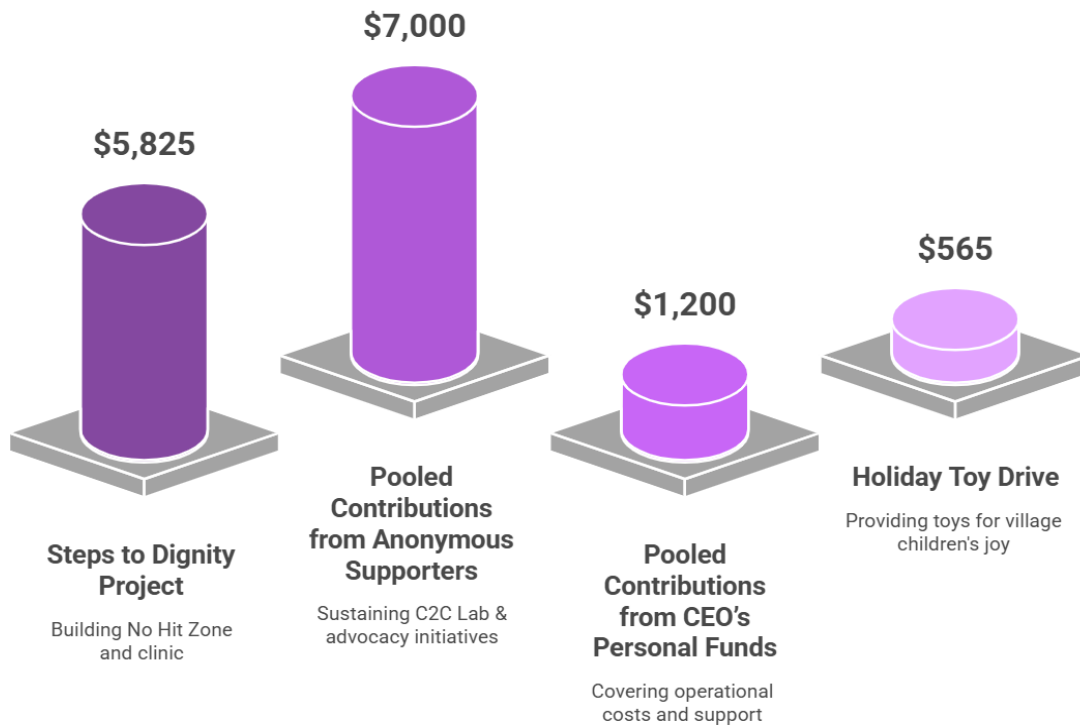 $5,825
Steps to Dignity
Project
Building No Hit Zone
and clinic
$7,000
Pooled
Contributions
from Anonymous
Supporters
Sustaining C2C Lab &
advocacy initiatives
$1,200
Pooled
Contributions
from CEO’s
Personal Funds
Covering operational
costs and support
$565
Holiday Toy Drive
Providing toys for village
children's joy